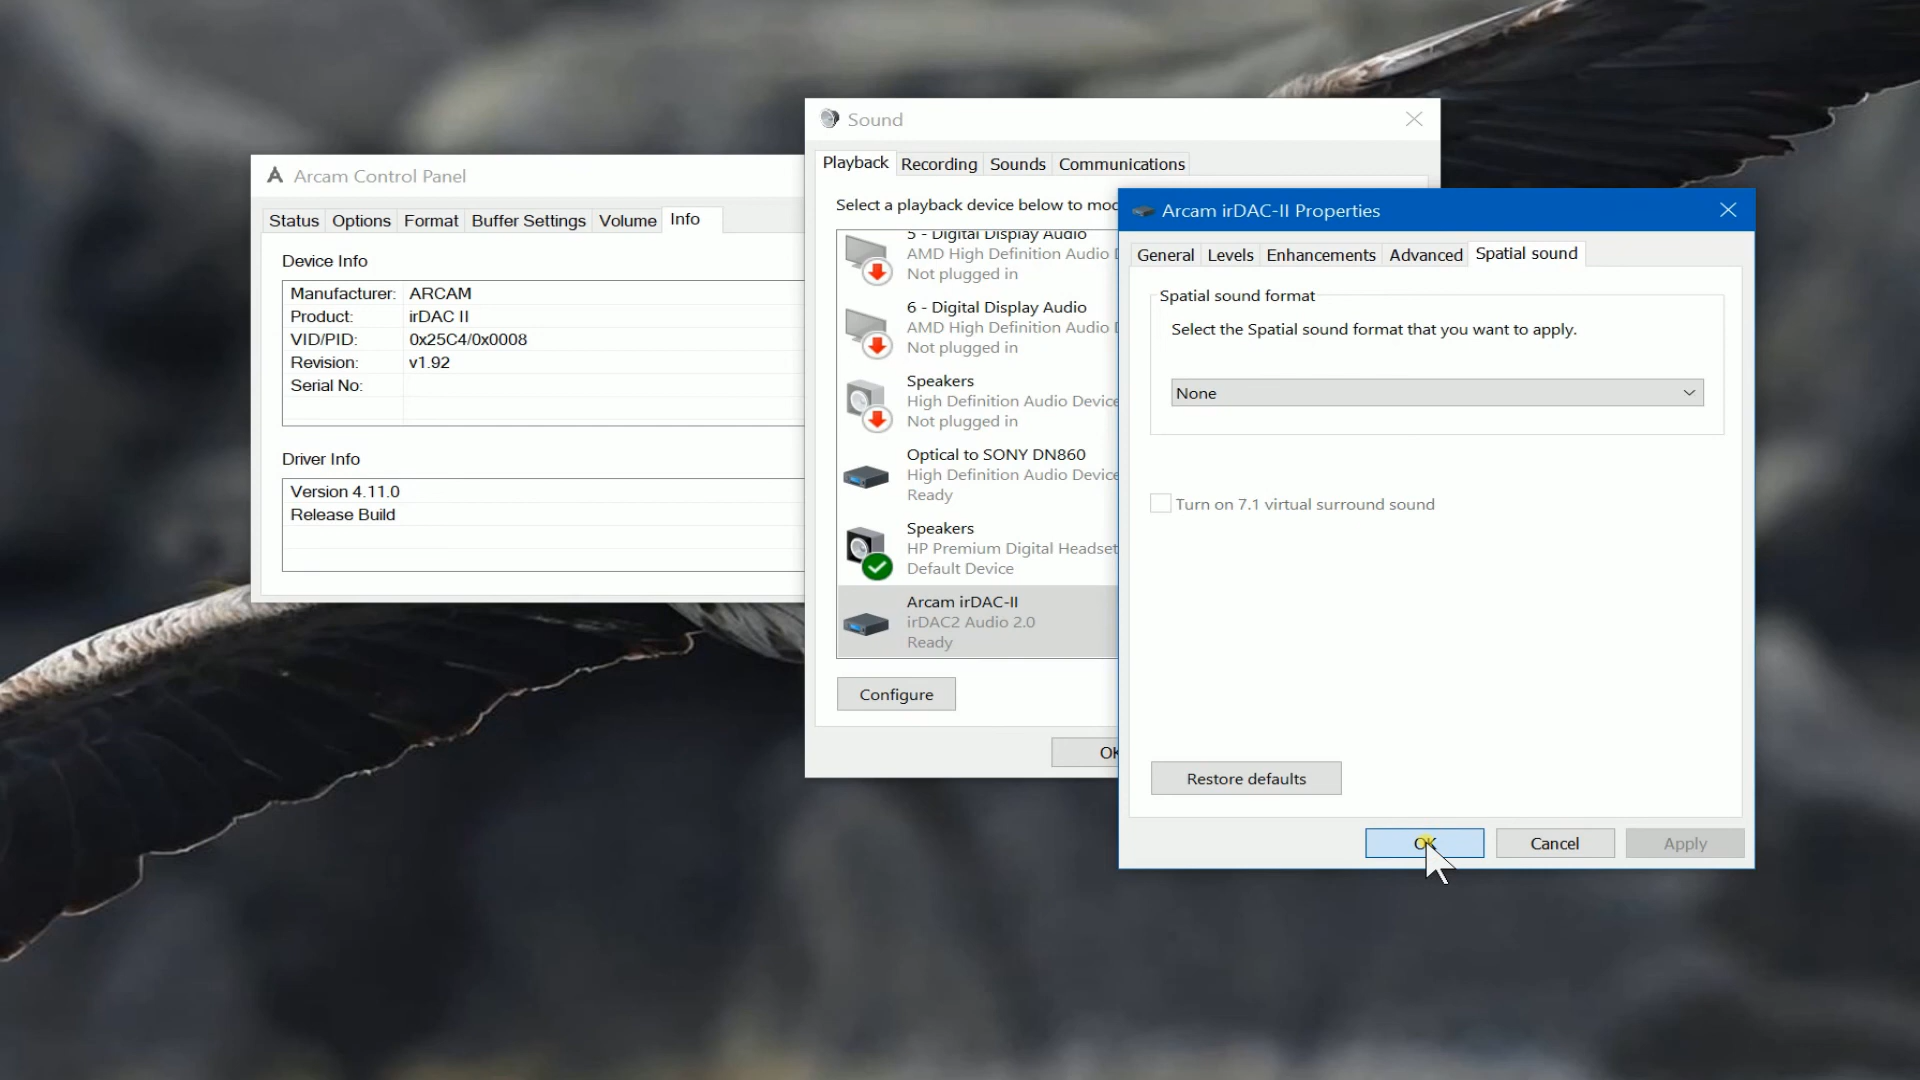 Arcam Control Panel
Status Options Format Buffer Settings Volume Info
Device Info
Manufacturer: ARCAM
Product: irDAC II
VID/PID: 0x25C4/0x0008
Revision: v1.92
Serial No:
Driver Info
Version 4.11.0
Release Build
Sound
Playback Recording Sounds Communications
Select a playback device below to
5 - Digital Display Audio
AMD High Definition Audio
Not plugged in
6 - Digital Display Audio
AMD High Definition Audio
Not plugged in
Speakers
High Definition Audio Device
Not plugged in
Optical to SONY DN860
High Definition Audio Device
Ready
Speakers
HP Premium Digital Headset
Default Device
Arcam irDAC-II
irDAC2 Audio 2.0
Ready
Configure
OK
Arcam irDAC-II Properties
General Levels Enhancements Advanced Spatial sound
Spatial sound format
Select the Spatial sound format that you want to apply.
None
Turn on 7.1 virtual surround sound
Restore defaults
OK Cancel Apply